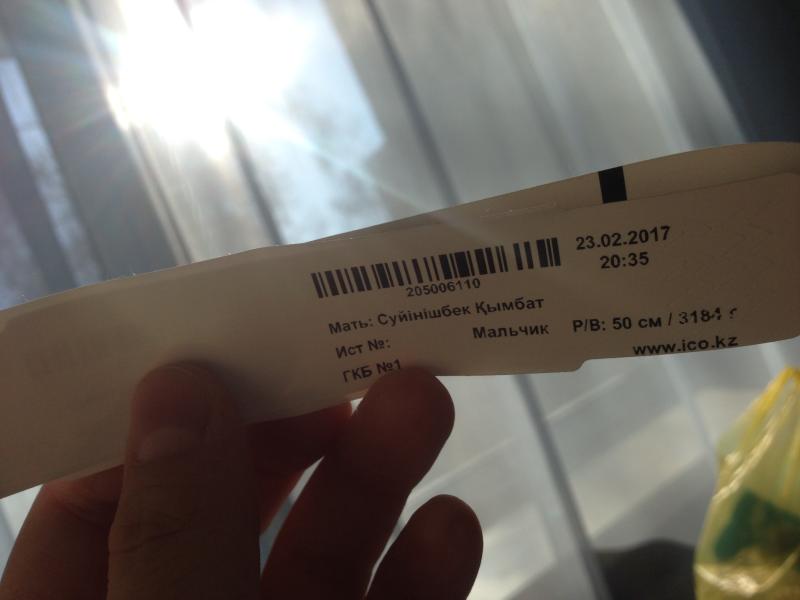 23.02.2017
20:35
205006110
Мать: Суйінішбек Қымбат
Ист №: Мальчик Р/В: 50 см / 3184 г
ГКБ №1 www.ico.kz